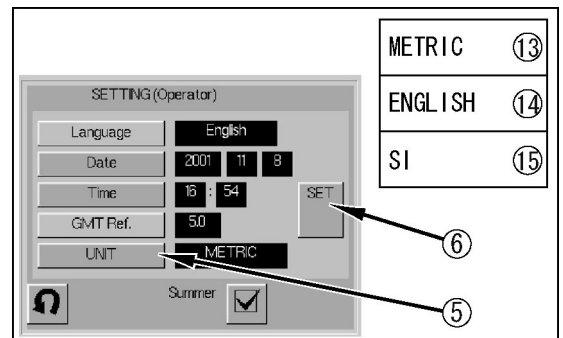 METRIC ⑬
ENGLISH ⑭
SI ⑮
SETTING (Operator)
Language English
Date 2001 11 8
Time 16 : 54 SET
GMT Ref. 5.0
UNIT METRIC
Summer
⑥
⑤